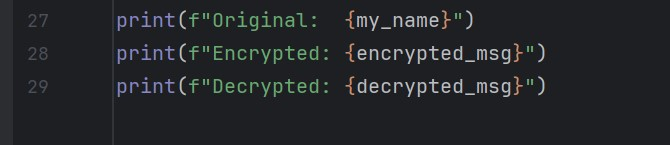 27 print(f"Original:  {my_name}")
28 print(f"Encrypted: {encrypted_msg}")
29 print(f"Decrypted: {decrypted_msg}")